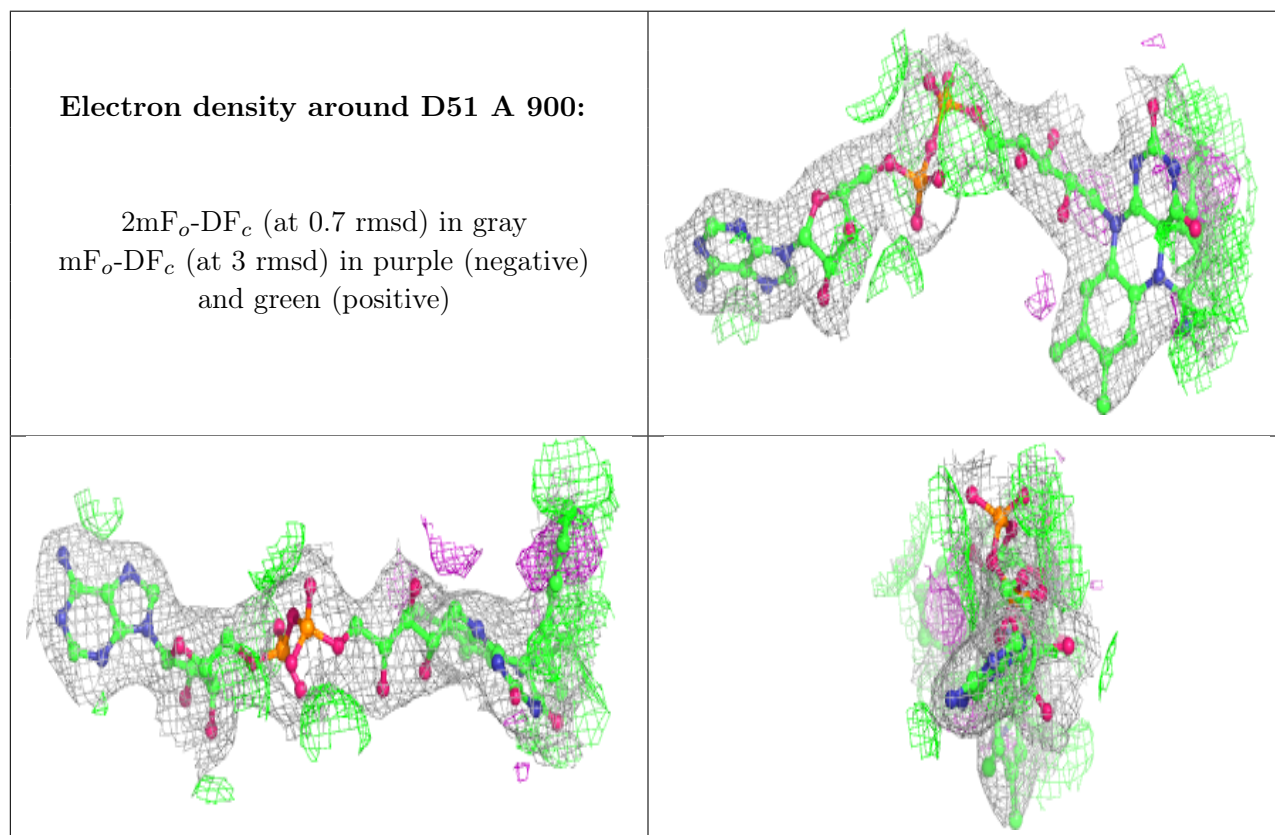 Electron density around D51 A 900:
2mFo-DFc (at 0.7 rmsd) in gray
mFo-DFc (at 3 rmsd) in purple (negative)
and green (positive)